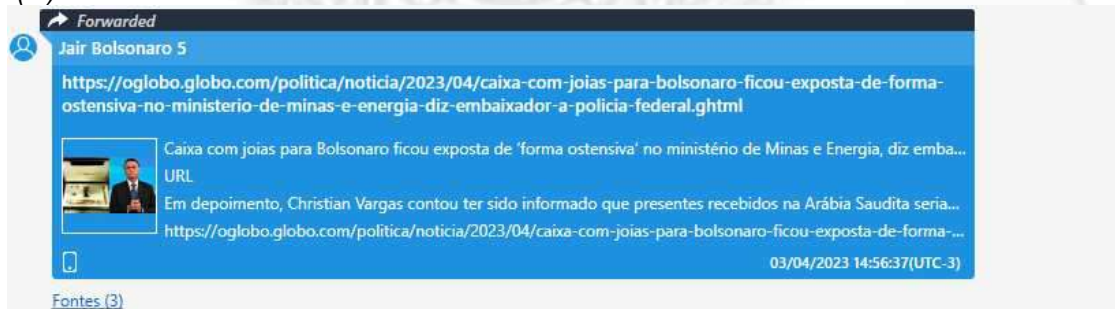 Forwarded
Jair Bolsonaro 5
https://oglobo.globo.com/politica/noticia/2023/04/caixa-com-joias-para-bolsonaro-ficou-exposta-de-forma-
ostensiva-no-ministerio-de-minas-e-energia-diz-embaixador-a-policia-federal.ghtml
Caixa com joias para Bolsonaro ficou exposta de 'forma ostensiva' no ministério de Minas e Energia, diz emba...
URL
Em depoimento, Christian Vargas contou ter sido informado que presentes recebidos na Arábia Saudita seria...
https://oglobo.globo.com/politica/noticia/2023/04/caixa-com-joias-para-bolsonaro-ficou-exposta-de-forma-...
03/04/2023 14:56:37(UTC-3)
Fontes (3)